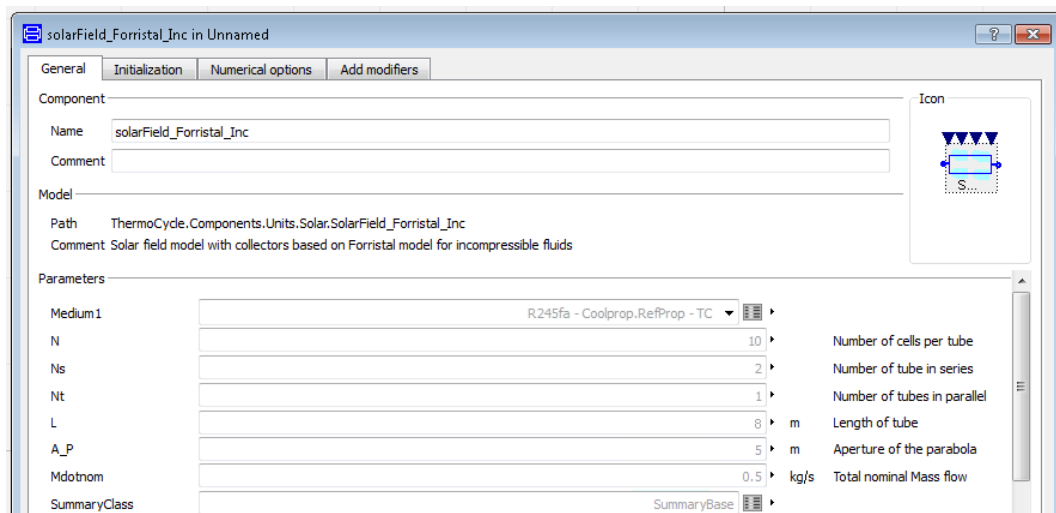 solarField_Forristal_Inc in Unnamed
?
General Initialization Numerical options Add modifiers
Component
Icon
Name solarField_Forristal_Inc
Comment
S...
Model
Path ThermoCycle.Components.Units.Solar.SolarField_Forristal_Inc
Comment Solar field model with collectors based on Forristal model for incompressible fluids
Parameters
Medium1 R245fa - Coolprop.RefProp - TC
N 10 Number of cells per tube
Ns 2 Number of tube in series
Nt 1 Number of tubes in parallel
L 8 m Length of tube
A_P 5 m Aperture of the parabola
Mdotnom 0.5 kg/s Total nominal Mass flow
SummaryClass SummaryBase